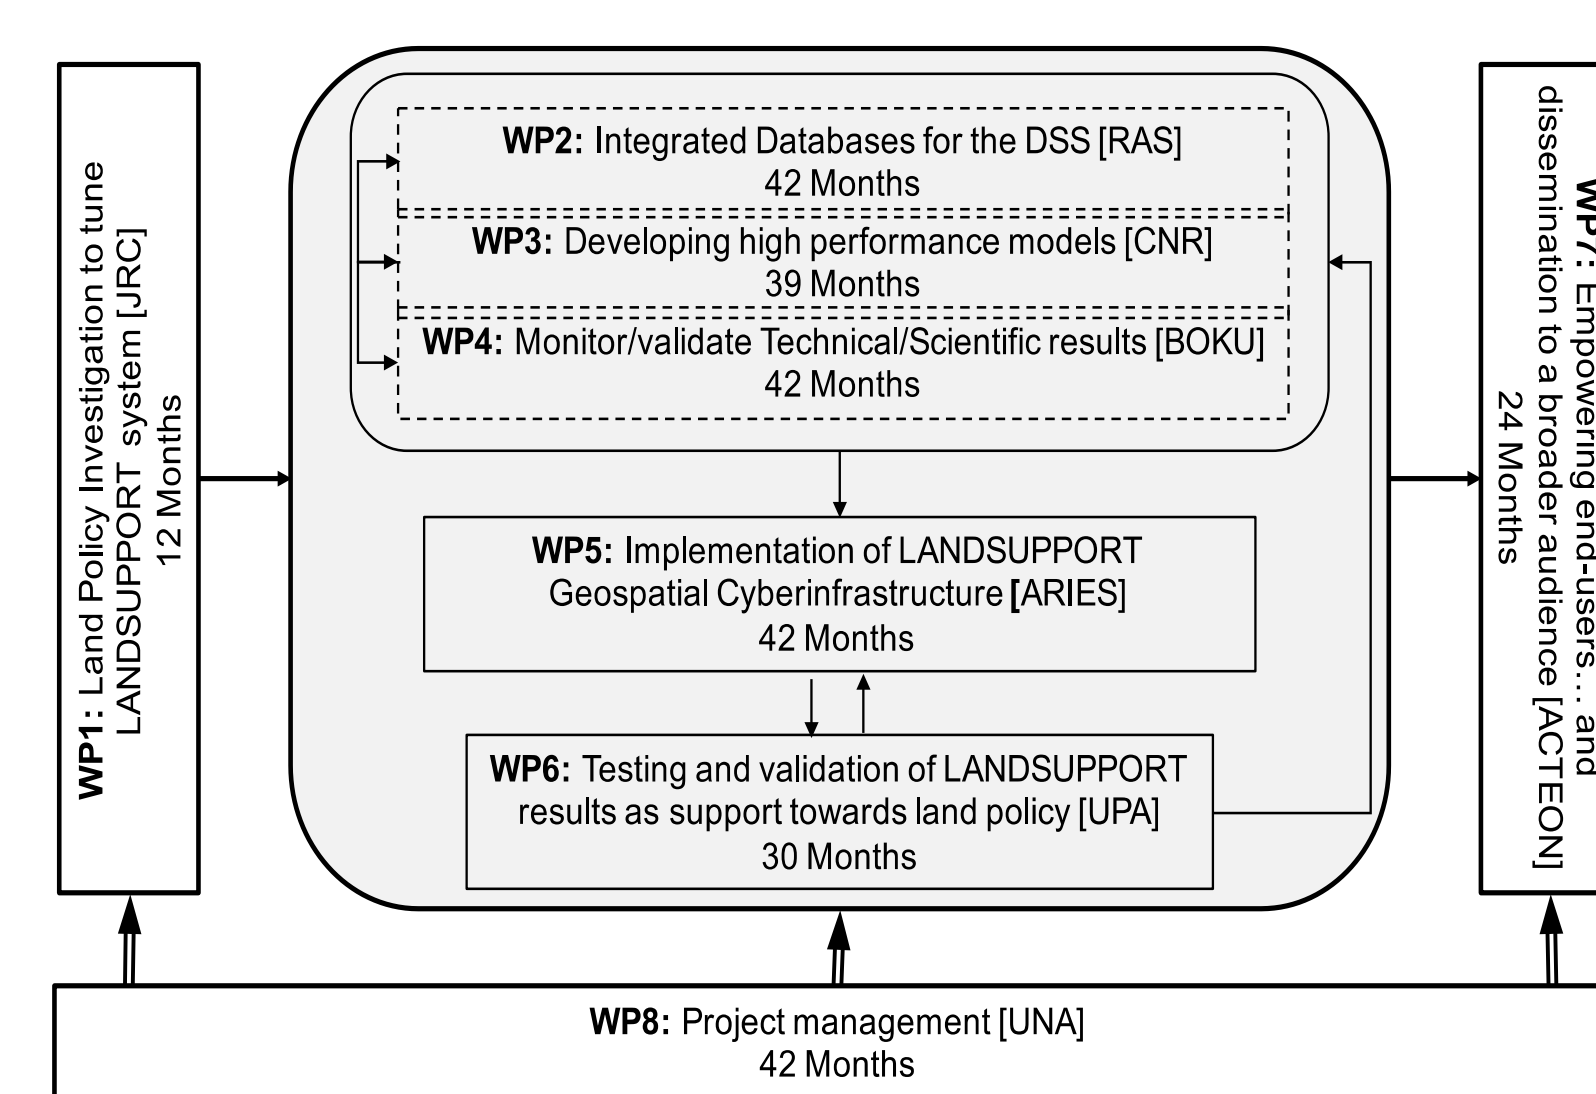 WP1: Land Policy Investigation to tune
LANDSUPPORT system [JRC]
12 Months
WP2: Integrated Databases for the DSS [RAS]
42 Months
WP3: Developing high performance models [CNR]
39 Months
WP4: Monitor/validate Technical/Scientific results [BOKU]
42 Months
WP5: Implementation of LANDSUPPORT
Geospatial Cyberinfrastructure [ARIES]
42 Months
WP6: Testing and validation of LANDSUPPORT
results as support towards land policy [UPA]
30 Months
WP7: Empowering end-users... and
dissemination to a broader audience [ACTEON]
24 Months
WP8: Project management [UNA]
42 Months